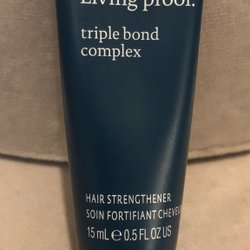 Living proof.
triple bond
complex
HAIR STRENGTHENER
SOIN FORTIFIANT CHEVEU
15 mL ℮ 0.5 FL OZ US